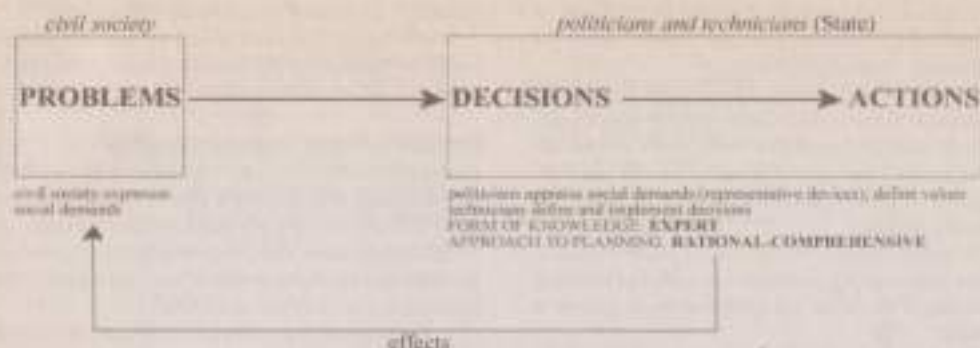 civil society
politicians and technicians (State)
PROBLEMS
DECISIONS
ACTIONS
civil society expresses
social demands
politicians appraise social demands (representative devices), define values
technicians define and implement decisions
FORM OF KNOWLEDGE: EXPERT
APPROACH TO PLANNING: RATIONAL-COMPREHENSIVE
effects